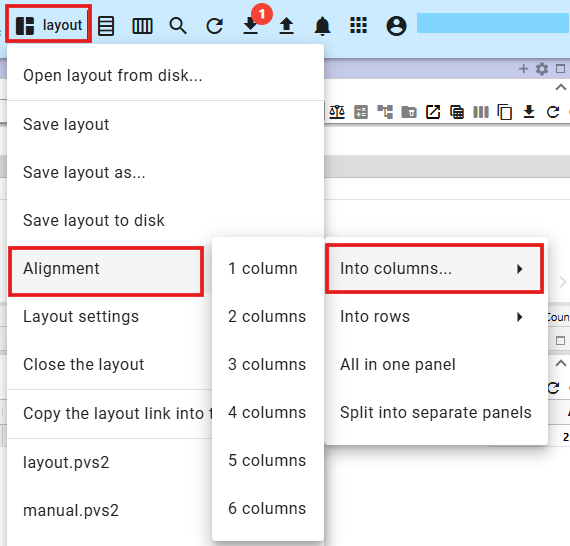 layout
1
Open layout from disk...
Save layout
Save layout as...
Save layout to disk
Alignment
1 column
Into columns...
Layout settings
2 columns
Into rows
Coun
Close the layout
3 columns
All in one panel
Copy the layout link into t
4 columns
Split into separate panels
2
layout.pvs2
5 columns
manual.pvs2
6 columns